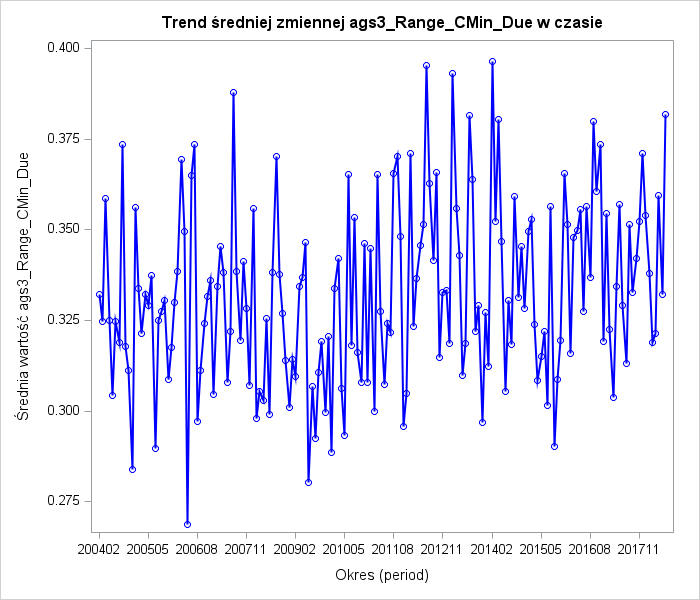 Trend średniej zmiennej ags3_Range_CMin_Due w czasie
0.400
0.375
0.350
0.325
0.300
0.275
Średnia wartość ags3_Range_CMin_Due
200402 200505 200608 200711 200902 201005 201108 201211 201402 201505 201608 201711
Okres (period)